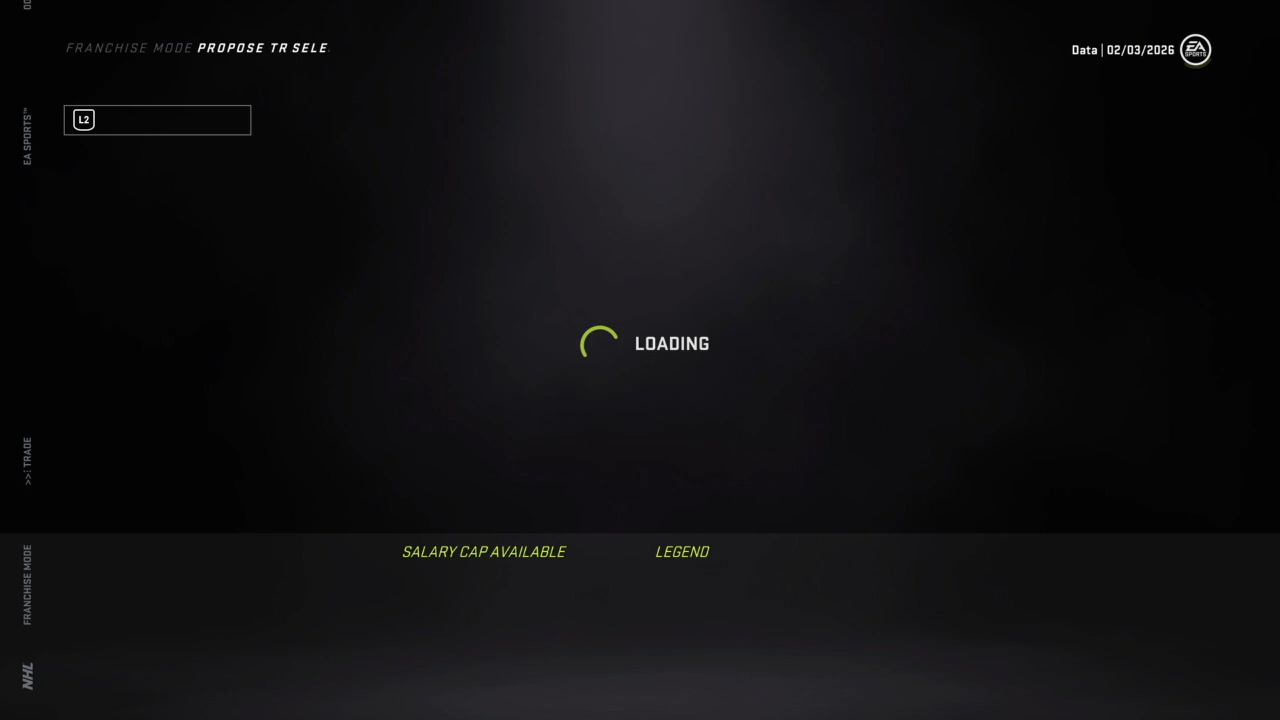 FRANCHISE MODE PROPOSE TR SELE
Data | 02/03/2026
EA SPORTS
L2
EA SPORTS™
LOADING
>>: TRADE
SALARY CAP AVAILABLE
LEGEND
FRANCHISE MODE
NHL